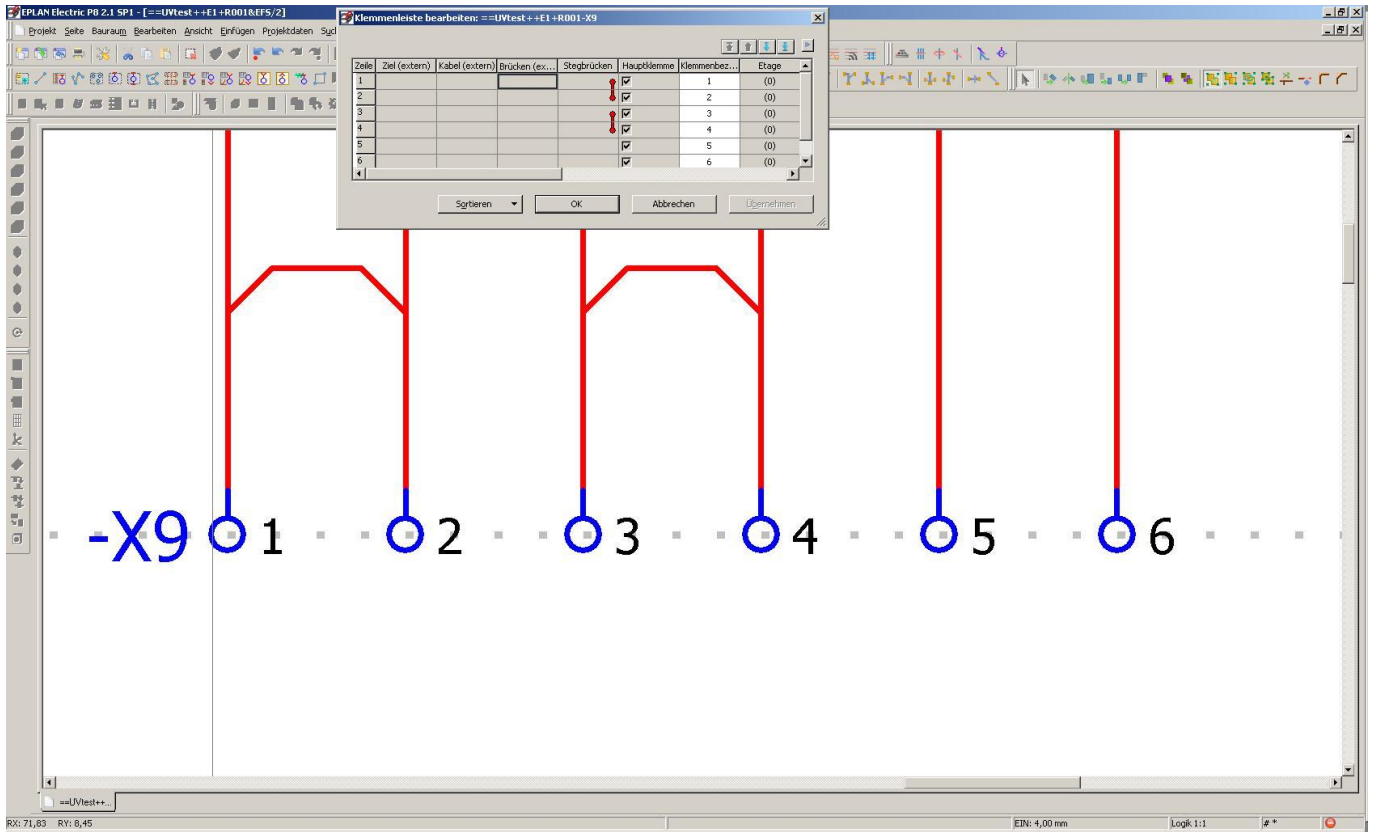 EPLAN Electric P8 2.1 SP1 - [==UVtest++E1+R001&EFS/2]
Projekt Seite Bauraum Bearbeiten Ansicht Einfügen Projektdaten
Klemmenleiste bearbeiten: ==UVtest++E1+R001-X9
Zeile Ziel (extern) Kabel (extern) Brücken (ex... Stegbrücken Hauptklemme Klemmenbez... Etage
1 1 (0)
2 2 (0)
3 3 (0)
4 4 (0)
5 5 (0)
6 6 (0)
Sortieren OK Abbrechen Übernehmen
-X9 1 2 3 4 5 6
==UVtest++...
RX: 71,83 RY: 8,45 EIN: 4,00 mm Logik 1:1 # *